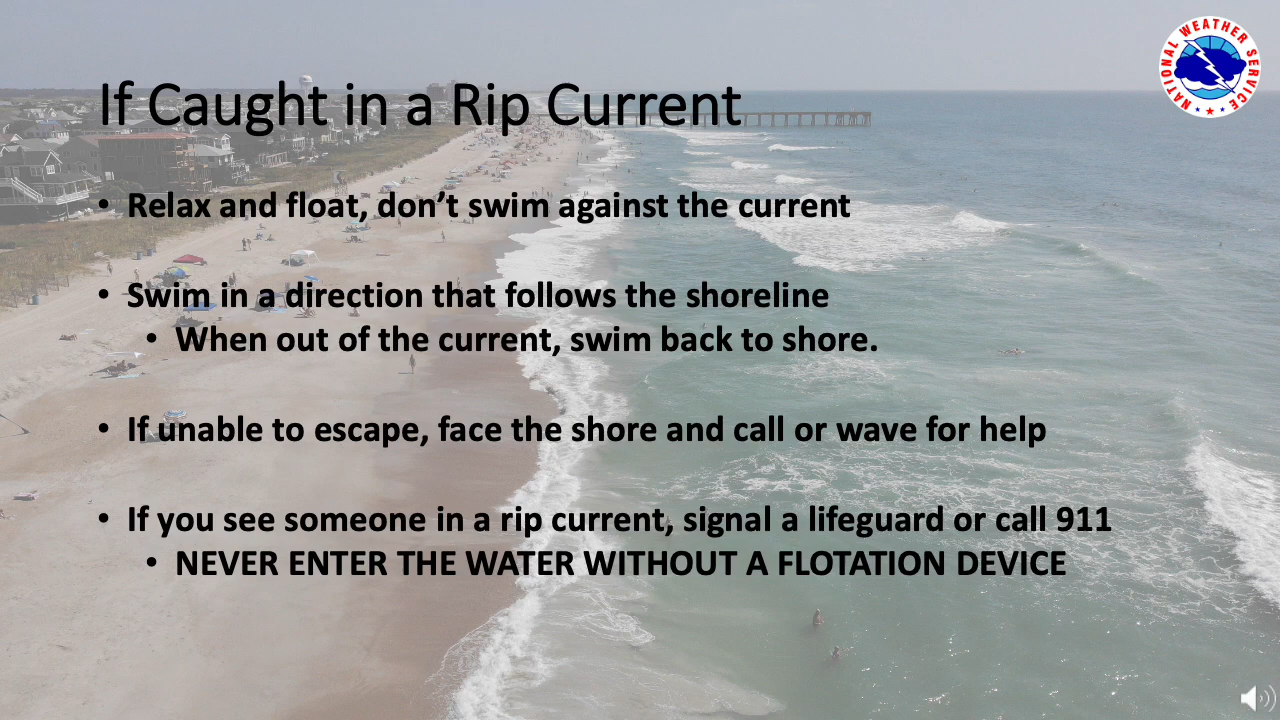 If Caught in a Rip Current
NATIONAL WEATHER SERVICE
• Relax and float, don’t swim against the current
• Swim in a direction that follows the shoreline
• When out of the current, swim back to shore.
• If unable to escape, face the shore and call or wave for help
• If you see someone in a rip current, signal a lifeguard or call 911
• NEVER ENTER THE WATER WITHOUT A FLOTATION DEVICE